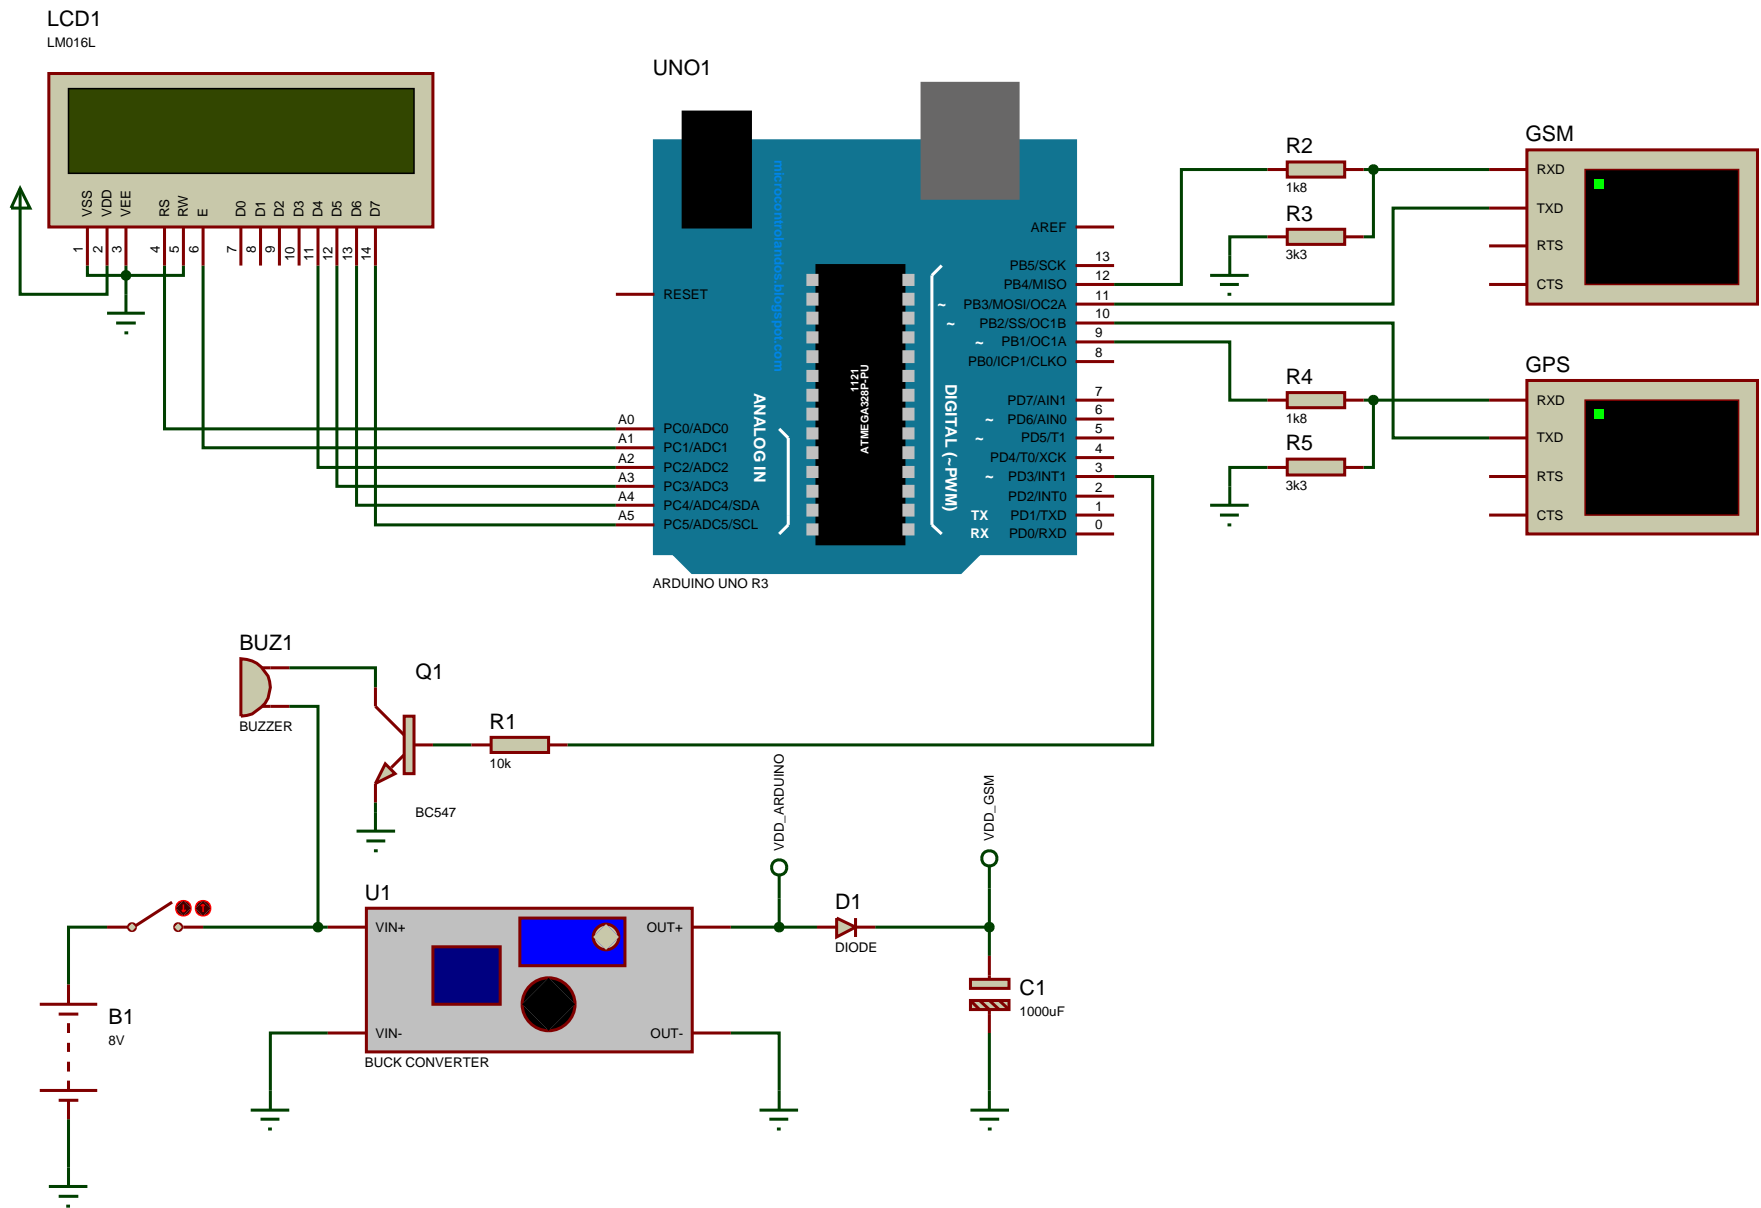 LCD1
LM016L
VSS
VDD
VEE
RS
RW
E
D0
D1
D2
D3
D4
D5
D6
D7
1
2
3
4
5
6
7
8
9
10
11
12
13
14
UNO1
microcontrolandos.blogspot.com
RESET
AREF
PB5/SCK 13
PB4/MISO 12
~ PB3/MOSI/OC2A 11
~ PB2/SS/OC1B 10
~ PB1/OC1A 9
PB0/ICP1/CLKO 8
PD7/AIN1 7
~ PD6/AIN0 6
~ PD5/T1 5
PD4/T0/XCK 4
~ PD3/INT1 3
PD2/INT0 2
TX PD1/TXD 1
RX PD0/RXD 0
1121
ATMEGA328P-PU
DIGITAL (~PWM)
ANALOG IN
A0 PC0/ADC0
A1 PC1/ADC1
A2 PC2/ADC2
A3 PC3/ADC3
A4 PC4/ADC4/SDA
A5 PC5/ADC5/SCL
ARDUINO UNO R3
R2
1k8
R3
3k3
GSM
RXD
TXD
RTS
CTS
R4
1k8
R5
3k3
GPS
RXD
TXD
RTS
CTS
BUZ1
BUZZER
Q1
BC547
R1
10k
VDD_ARDUINO
VDD_GSM
U1
VIN+
VIN-
OUT+
OUT-
BUCK CONVERTER
D1
DIODE
C1
1000uF
B1
8V